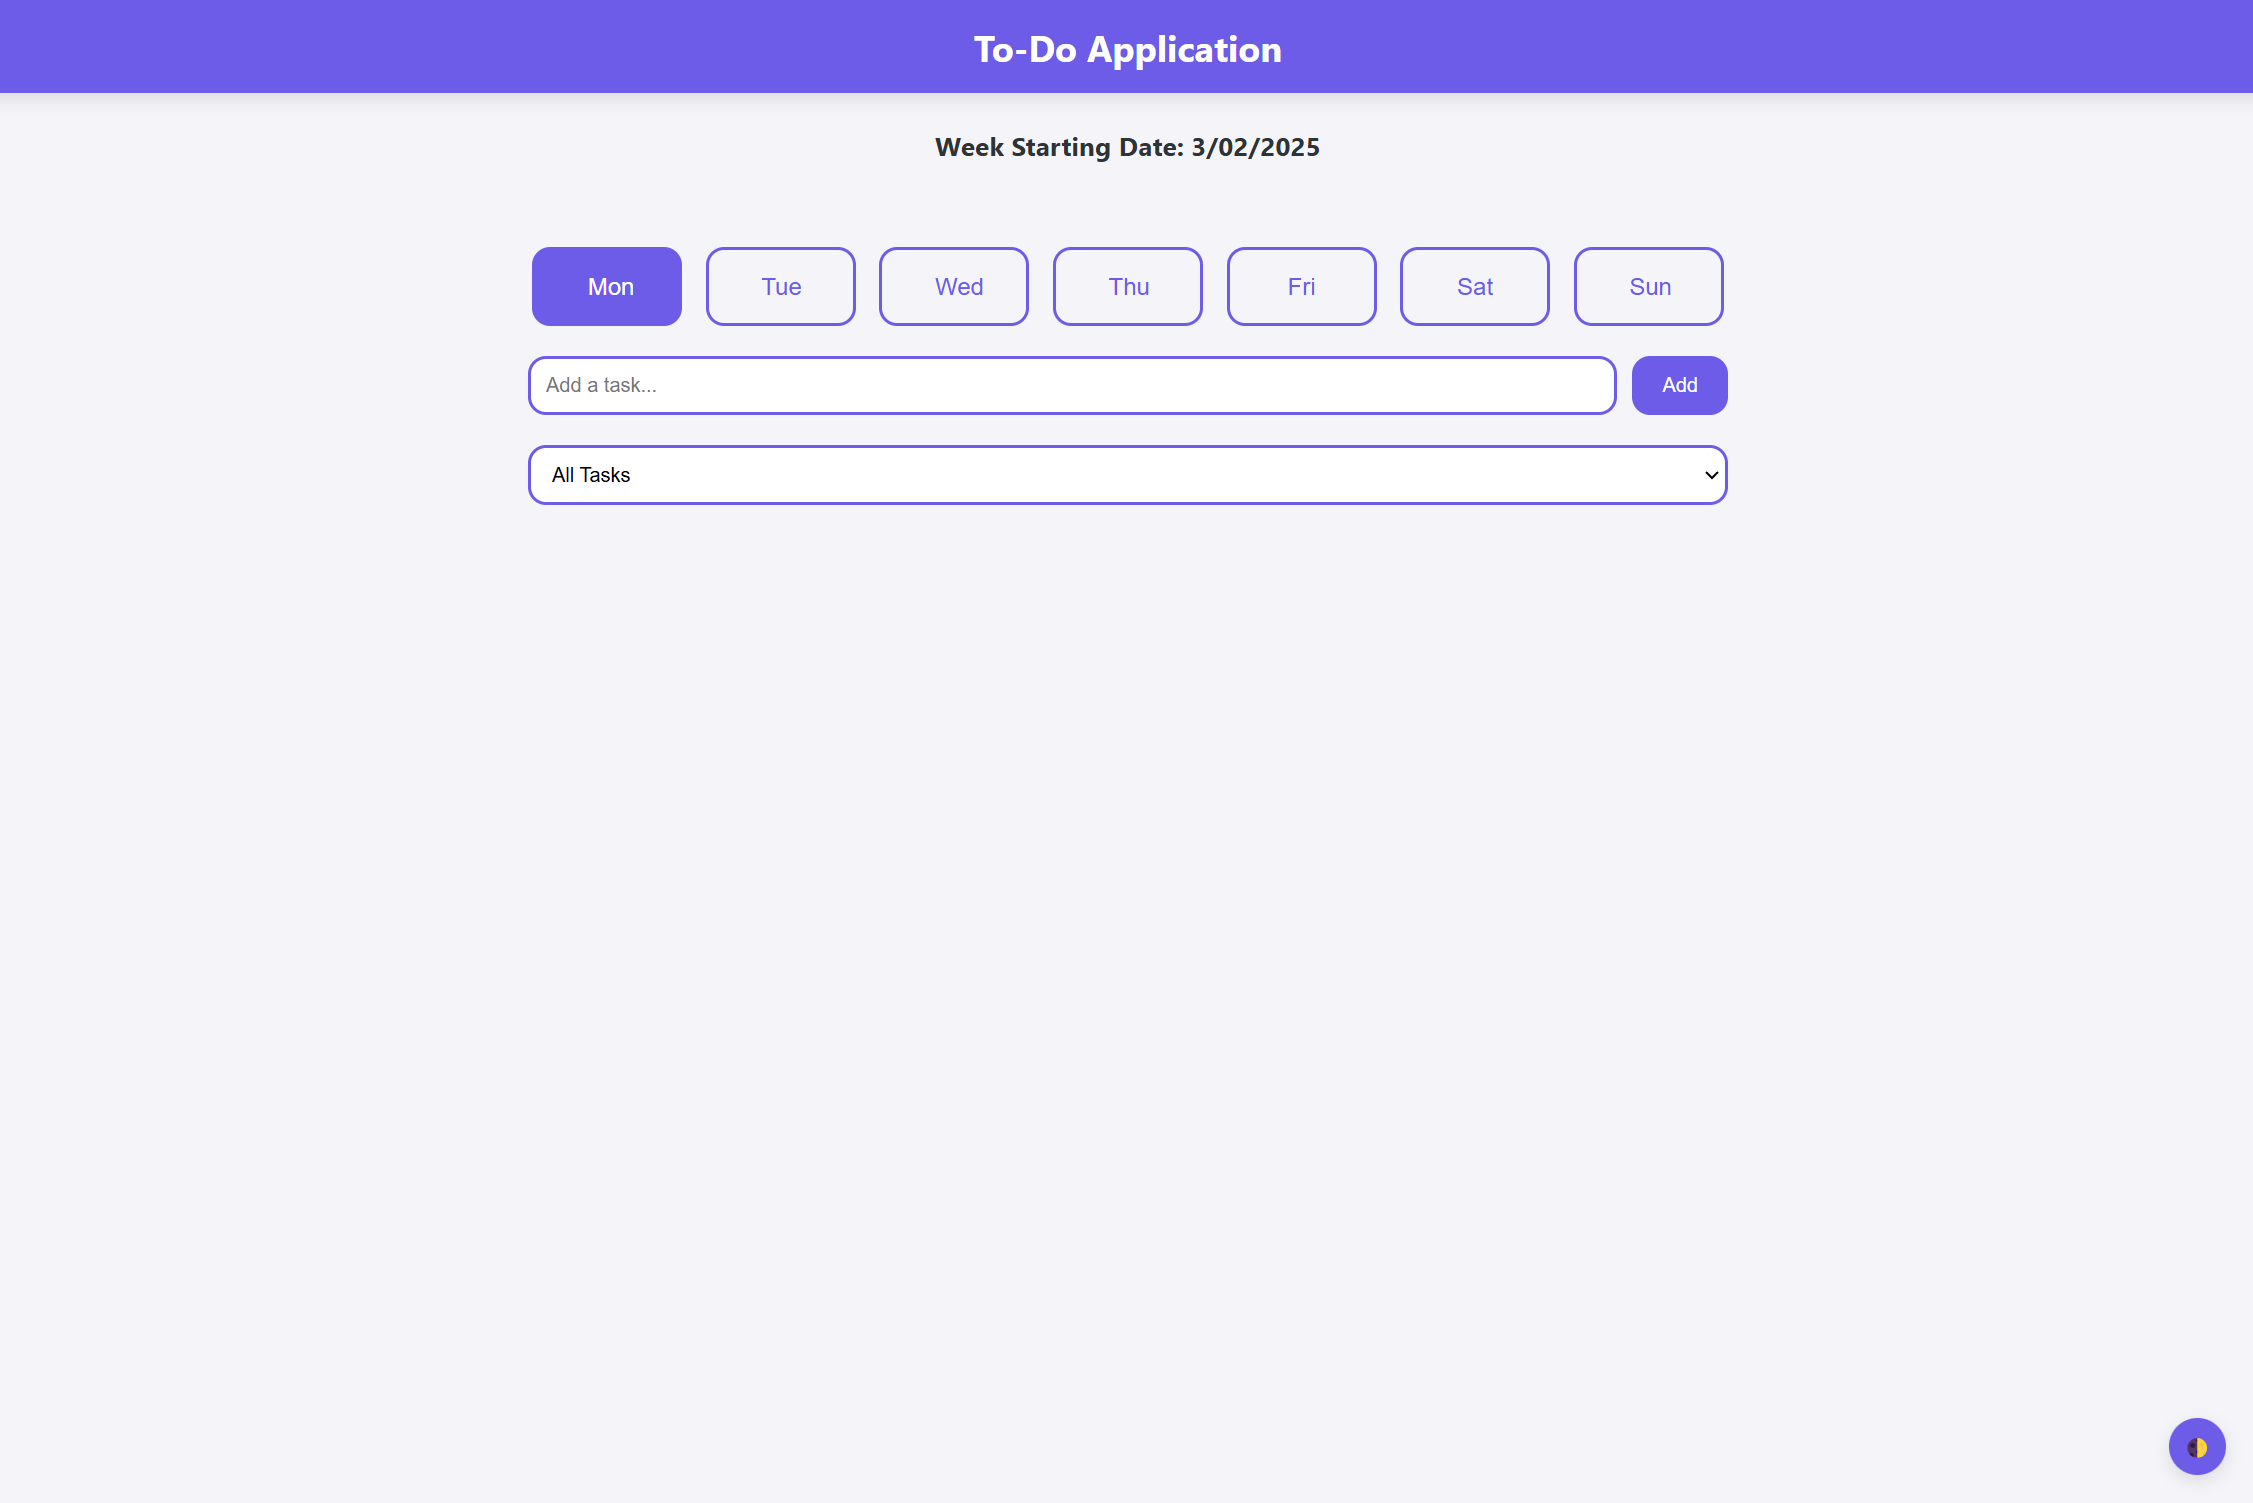 To-Do Application
Week Starting Date: 3/02/2025
Mon Tue Wed Thu Fri Sat Sun
Add a task... Add
All Tasks